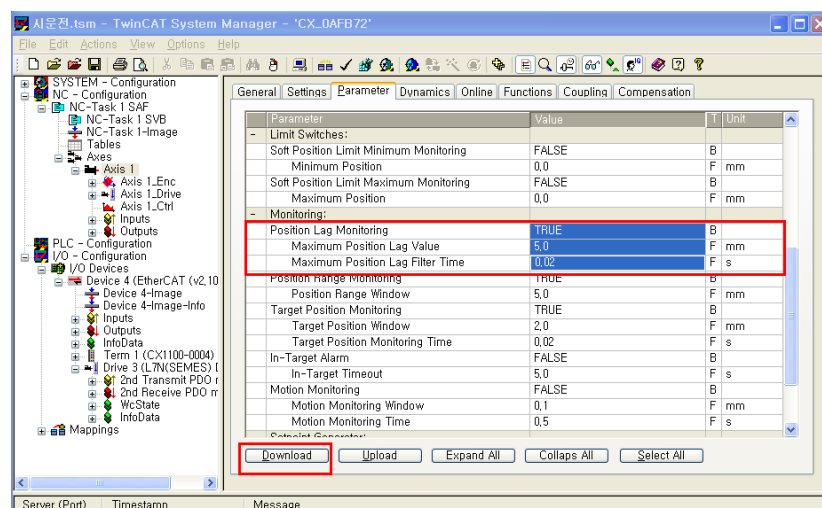 시운전.tsm - TwinCAT System Manager - 'CX_0AFB72'
File Edit Actions View Options Help
SYSTEM - Configuration
NC - Configuration
NC-Task 1 SAF
NC-Task 1 SVB
NC-Task 1-Image
Tables
Axes
Axis 1
Axis 1_Enc
Axis 1_Drive
Axis 1_Ctrl
Inputs
Outputs
PLC - Configuration
I/O - Configuration
I/O Devices
Device 4 (EtherCAT (v2,10
Device 4-Image
Device 4-Image-Info
Inputs
Outputs
InfoData
Term 1 (CX1100-0004)
Drive 3 (L7N(SEMES) (
2nd Transmit PDO r
2nd Receive PDO m
WcState
InfoData
Mappings
General Settings Parameter Dynamics Online Functions Coupling Compensation
Parameter Value T Unit
- Limit Switches:
Soft Position Limit Minimum Monitoring FALSE B
Minimum Position 0,0 F mm
Soft Position Limit Maximum Monitoring FALSE B
Maximum Position 0,0 F mm
- Monitoring:
Position Lag Monitoring TRUE B
Maximum Position Lag Value 5,0 F mm
Maximum Position Lag Filter Time 0,02 F s
Position Range Monitoring TRUE B
Position Range Window 5,0 F mm
Target Position Monitoring TRUE B
Target Position Window 2,0 F mm
Target Position Monitoring Time 0,02 F s
In-Target Alarm FALSE B
In-Target Timeout 5,0 F s
Motion Monitoring FALSE B
Motion Monitoring Window 0,1 F mm
Motion Monitoring Time 0,5 F s
Setpoint Generator:
Download Upload Expand All Collaps All Select All
Server (Port) Timestamp Message